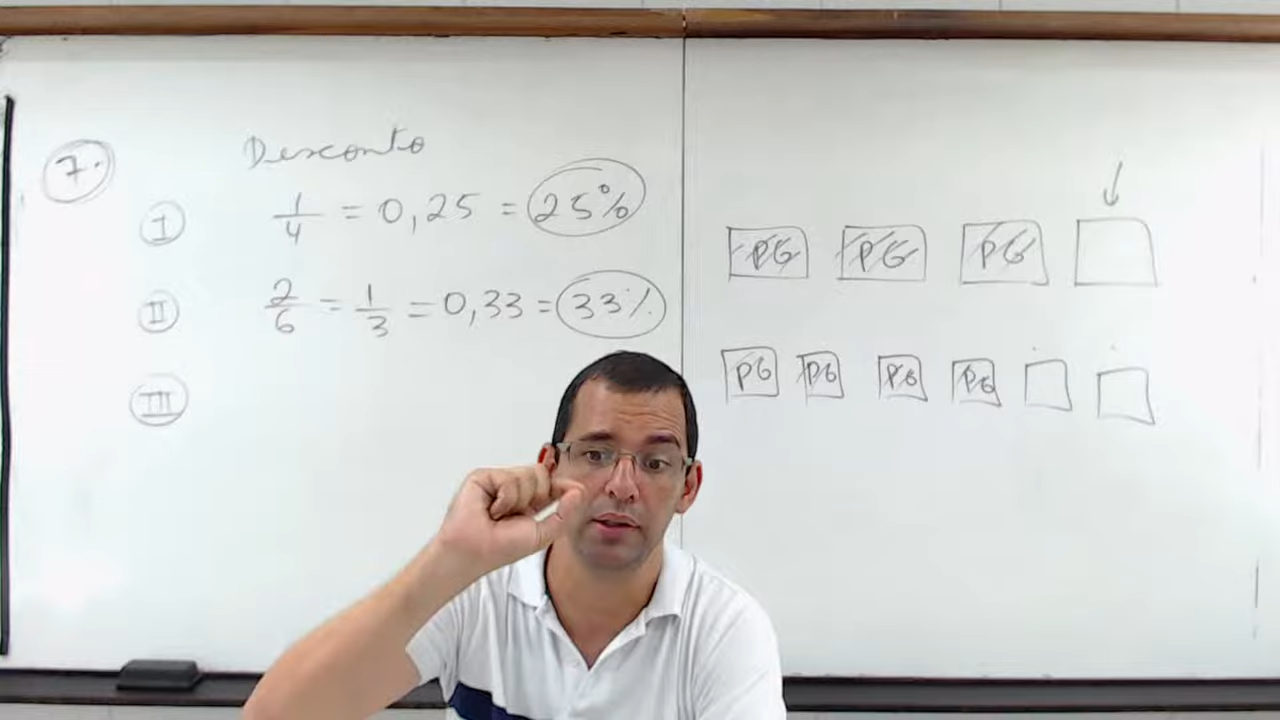 7.
Desconto
I 1/4 = 0,25 = 25%
II 2/6 = 1/3 = 0,33 = 33%
III
PG PG PG
PG PG PG PG